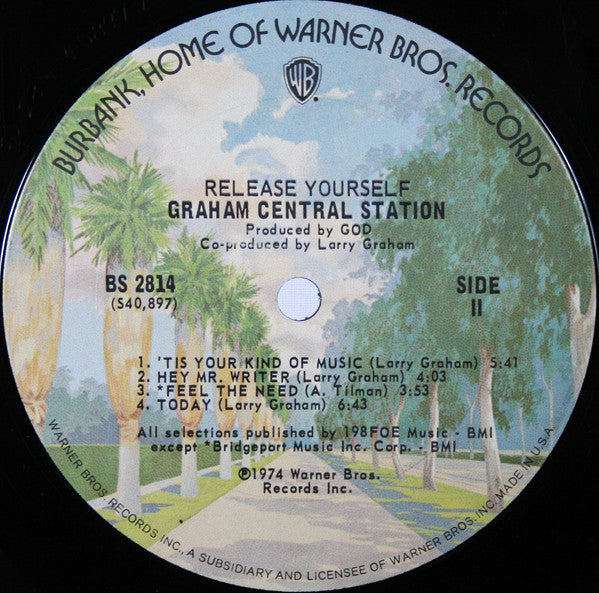 BURBANK, HOME OF WARNER BROS. RECORDS
WB
RELEASE YOURSELF
GRAHAM CENTRAL STATION
Produced by GOD
Co-produced by Larry Graham
BS 2814
(S40,897)
SIDE
II
1. 'TIS YOUR KIND OF MUSIC (Larry Graham) 5:41
2. HEY MR. WRITER (Larry Graham) 4:03
3. *FEEL THE NEED (A. Tilman) 3:53
4. TODAY (Larry Graham) 6:43
All selections published by 198FOE Music - BMI
except *Bridgeport Music Inc. Corp. - BMI
℗1974 Warner Bros.
Records Inc.
WARNER BROS. RECORDS INC., A SUBSIDIARY AND LICENSEE OF WARNER BROS. INC. MADE IN U.S.A.